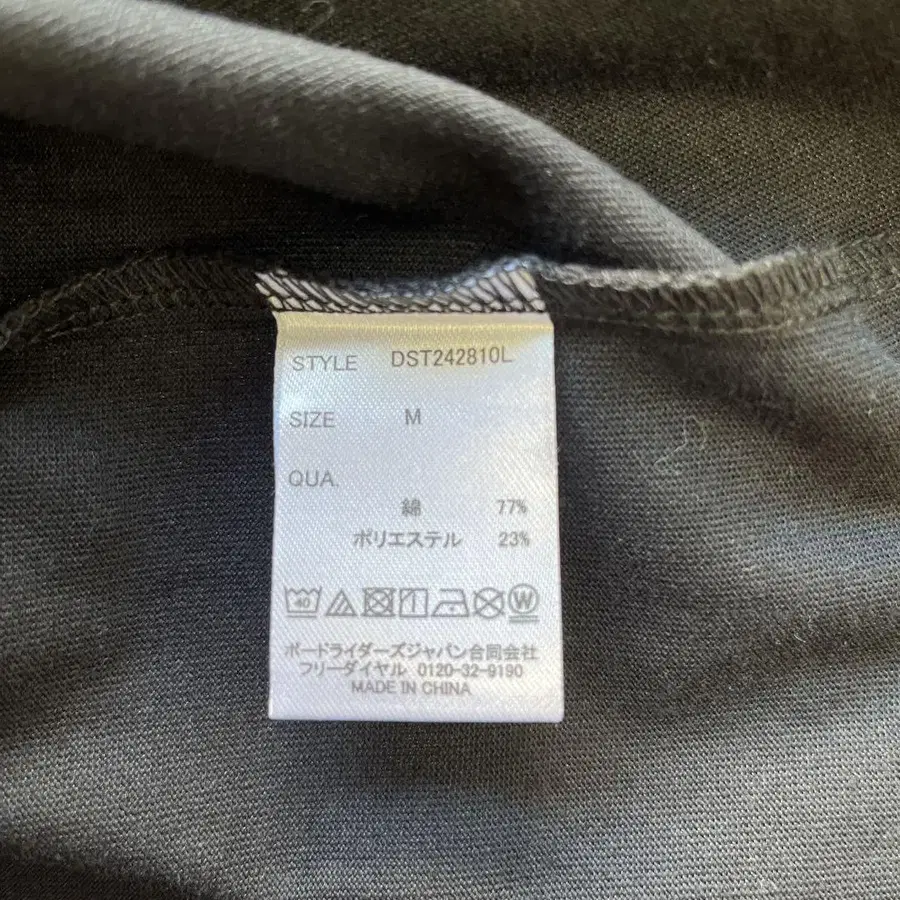 STYLE DST242810L
SIZE M
QUA.
綿 77%
ポリエステル 23%
40 W
ボードライダーズジャパン合同会社
フリーダイヤル 0120-32-9190
MADE IN CHINA